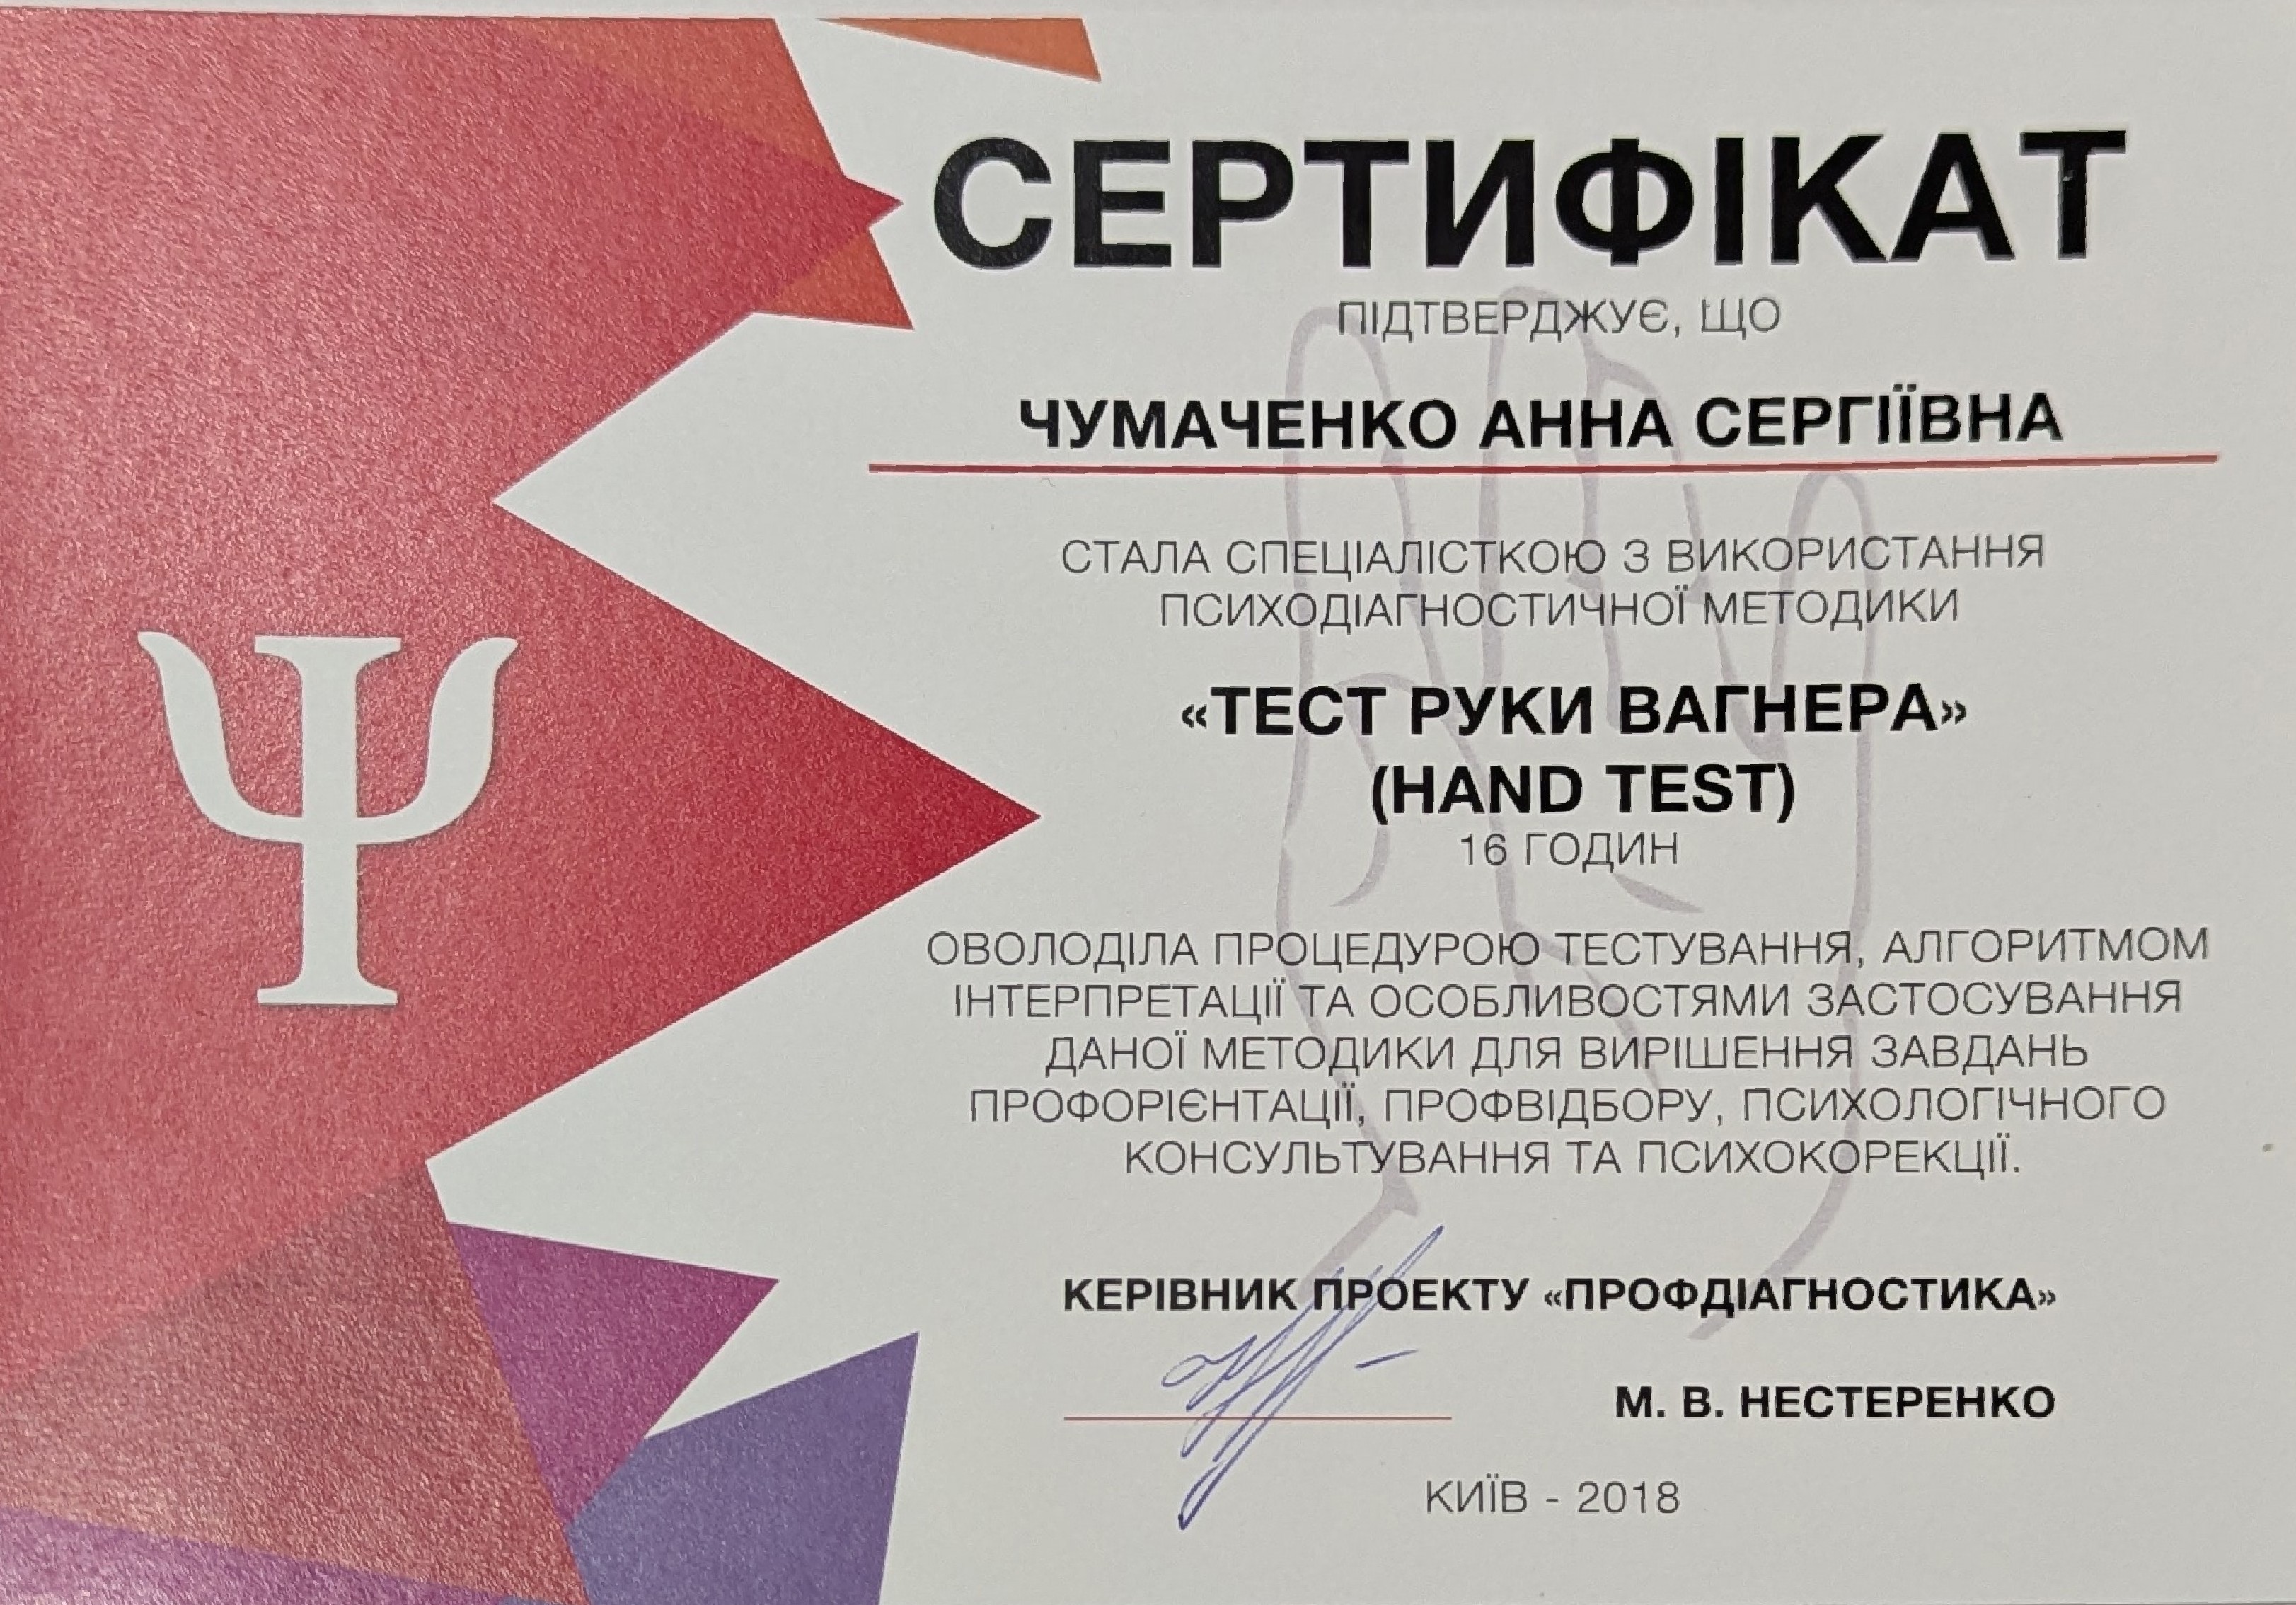 СЕРТИФІКАТ
ПІДТВЕРДЖУЄ, ЩО
ЧУМАЧЕНКО АННА СЕРГІЇВНА
СТАЛА СПЕЦІАЛІСТКОЮ З ВИКОРИСТАННЯ
ПСИХОДІАГНОСТИЧНОЇ МЕТОДИКИ
«ТЕСТ РУКИ ВАГНЕРА»
(HAND TEST)
16 ГОДИН
ОВОЛОДІЛА ПРОЦЕДУРОЮ ТЕСТУВАННЯ, АЛГОРИТМОМ
ІНТЕРПРЕТАЦІЇ ТА ОСОБЛИВОСТЯМИ ЗАСТОСУВАННЯ
ДАНОЇ МЕТОДИКИ ДЛЯ ВИРІШЕННЯ ЗАВДАНЬ
ПРОФОРІЄНТАЦІЇ, ПРОФВІДБОРУ, ПСИХОЛОГІЧНОГО
КОНСУЛЬТУВАННЯ ТА ПСИХОКОРЕКЦІЇ.
КЕРІВНИК ПРОЕКТУ «ПРОФДІАГНОСТИКА»
М. В. НЕСТЕРЕНКО
КИЇВ - 2018
Ψ